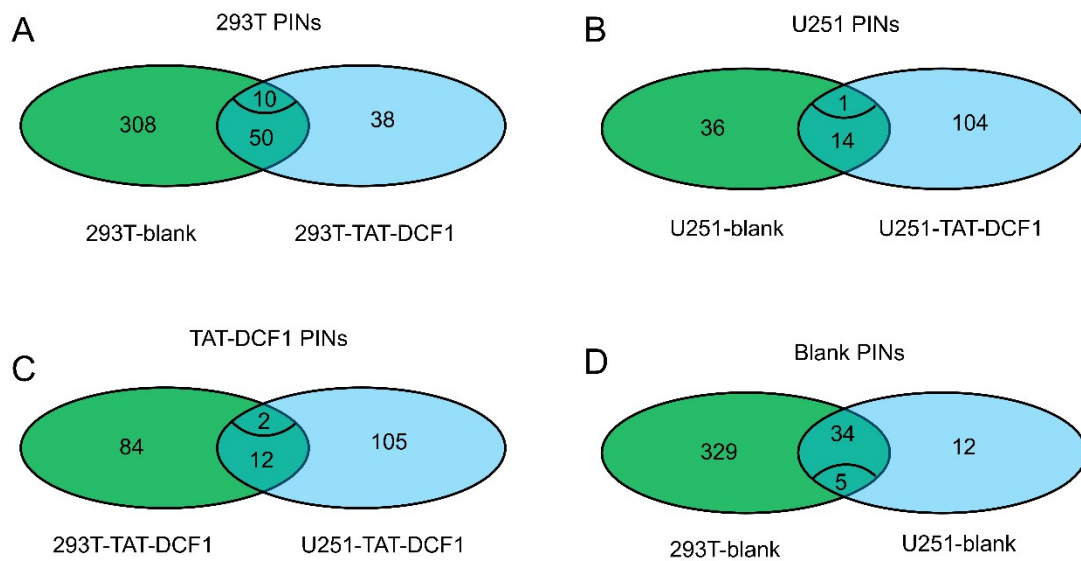 A
293T PINs
308
10
50
38
293T-blank
293T-TAT-DCF1
B
U251 PINs
36
1
14
104
U251-blank
U251-TAT-DCF1
C
TAT-DCF1 PINs
84
2
12
105
293T-TAT-DCF1
U251-TAT-DCF1
D
Blank PINs
329
34
5
12
293T-blank
U251-blank